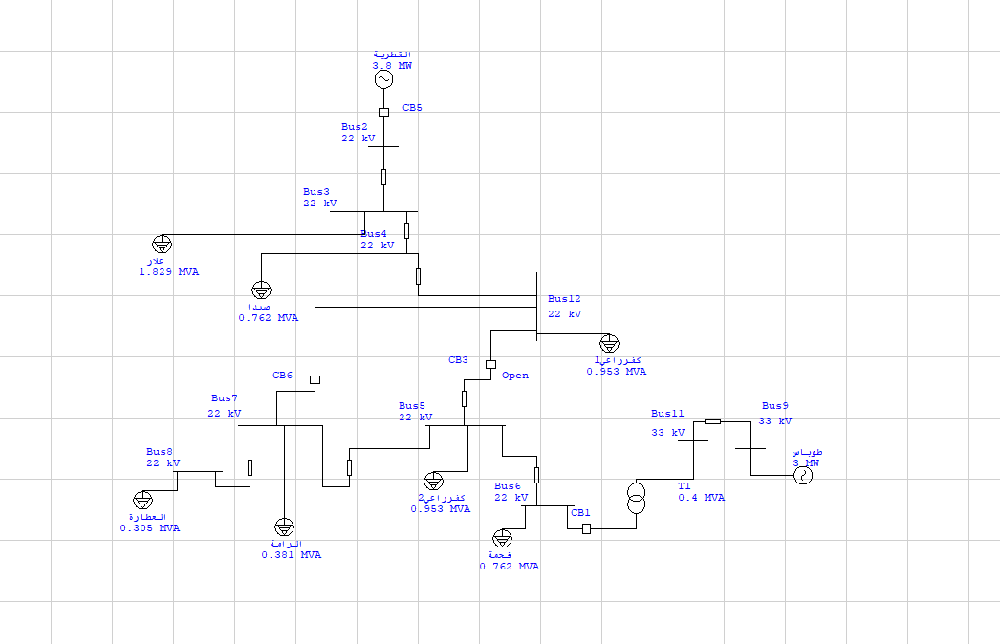 القطرية
3.8 MW
CB5
Bus2
22 kV
Bus3
22 kV
Bus4
22 kV
علار
1.829 MVA
صيدا
0.762 MVA
Bus12
22 kV
كفرراعي1
0.953 MVA
CB3
Open
CB6
Bus7
22 kV
Bus5
22 kV
Bus11
33 kV
Bus9
33 kV
طوباس
3 MW
Bus8
22 kV
العطارة
0.305 MVA
الرامة
0.381 MVA
كفرراعي2
0.953 MVA
Bus6
22 kV
CB1
T1
0.4 MVA
فحمة
0.762 MVA